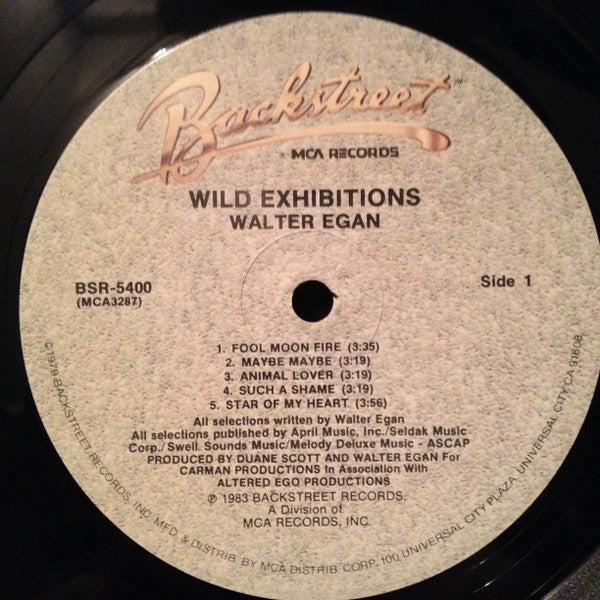 Backstreet™
MCA RECORDS
WILD EXHIBITIONS
WALTER EGAN
BSR-5400
(MCA3287)
Side 1
1. FOOL MOON FIRE (3:35)
2. MAYBE MAYBE (3:19)
3. ANIMAL LOVER (3:19)
4. SUCH A SHAME (3:19)
5. STAR OF MY HEART (3:56)
All selections written by Walter Egan
All selections published by April Music, Inc./Seldak Music
Corp./Swell Sounds Music/Melody Deluxe Music - ASCAP
PRODUCED BY DUANE SCOTT AND WALTER EGAN For
CARMAN PRODUCTIONS In Association With
ALTERED EGO PRODUCTIONS
℗ 1983 BACKSTREET RECORDS.
A Division of
MCA RECORDS, INC.
©1979 BACKSTREET RECORDS, INC. MFD. & DISTRIB. BY MCA DISTRIB. CORP. 100 UNIVERSAL CITY PLAZA, UNIVERSAL CITY CA 91608